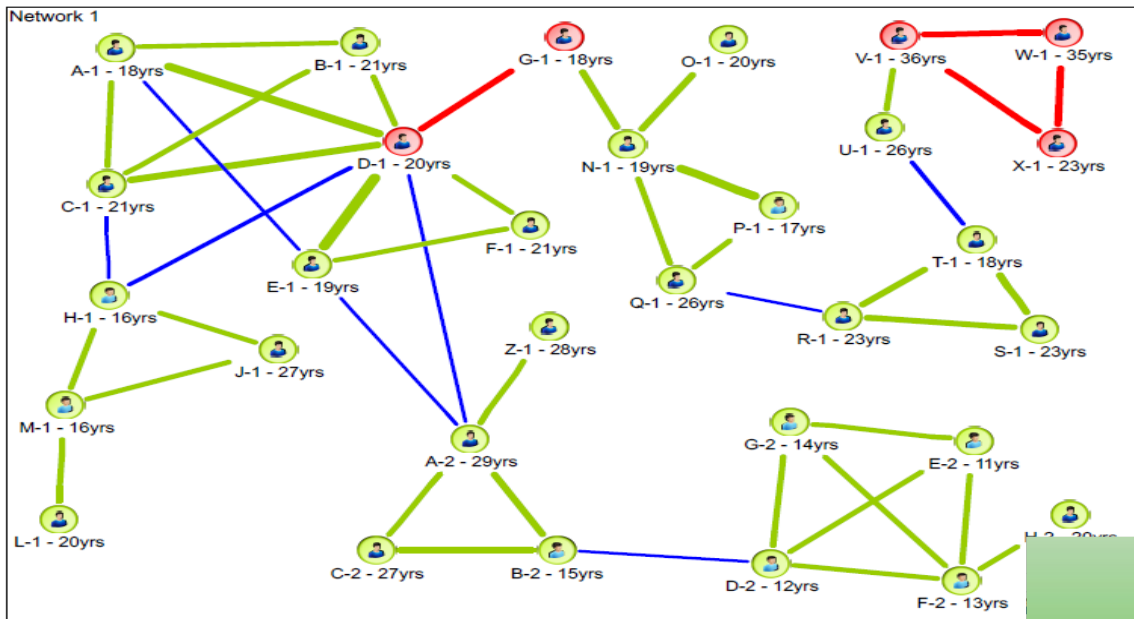 Network 1
A-1 - 18yrs
B-1 - 21yrs
G-1 - 18yrs
O-1 - 20yrs
V-1 - 36yrs
W-1 - 35yrs
D-1 - 20yrs
N-1 - 19yrs
U-1 - 26yrs
X-1 - 23yrs
C-1 - 21yrs
P-1 - 17yrs
F-1 - 21yrs
T-1 - 18yrs
E-1 - 19yrs
Q-1 - 26yrs
H-1 - 16yrs
R-1 - 23yrs
S-1 - 23yrs
Z-1 - 28yrs
J-1 - 27yrs
M-1 - 16yrs
A-2 - 29yrs
G-2 - 14yrs
E-2 - 11yrs
L-1 - 20yrs
C-2 - 27yrs
B-2 - 15yrs
D-2 - 12yrs
F-2 - 13yrs